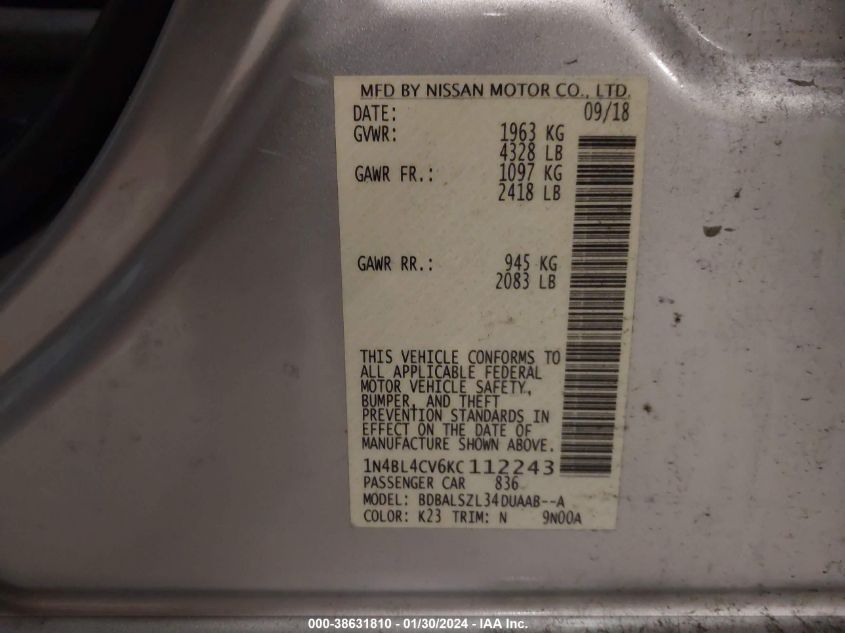 MFD BY NISSAN MOTOR CO., LTD.
DATE: 09/18
GVWR: 1963 KG
4328 LB
GAWR FR.: 1097 KG
2418 LB
GAWR RR.: 945 KG
2083 LB
THIS VEHICLE CONFORMS TO
ALL APPLICABLE FEDERAL
MOTOR VEHICLE SAFETY,
BUMPER, AND THEFT
PREVENTION STANDARDS IN
EFFECT ON THE DATE OF
MANUFACTURE SHOWN ABOVE.
1N4BL4CV6KC112243
PASSENGER CAR 836
MODEL: BDBALSZL34DUAAB--A
COLOR: K23 TRIM: N 9N00A
000-38631810 / 01/30/2024 - IAA Inc.